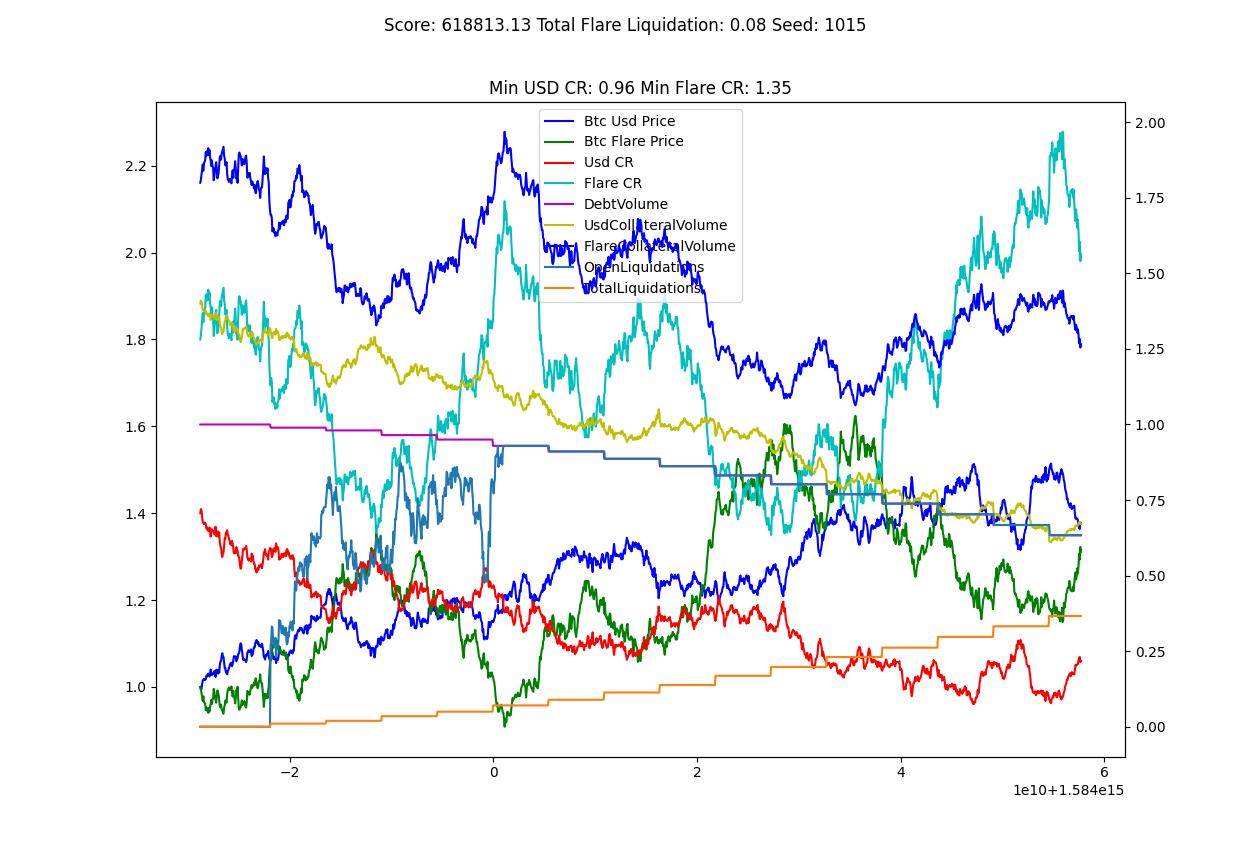 Score: 618813.13 Total Flare Liquidation: 0.08 Seed: 1015
Min USD CR: 0.96 Min Flare CR: 1.35
Btc Usd Price
Btc Flare Price
Usd CR
Flare CR
DebtVolume
UsdCollateralVolume
FlareCollateralVolume
OpenLiquidations
TotalLiquidations
2.2
2.0
1.8
1.6
1.4
1.2
1.0
2.00
1.75
1.50
1.25
1.00
0.75
0.50
0.25
0.00
−2 0 2 4 6
1e10+1.584e15